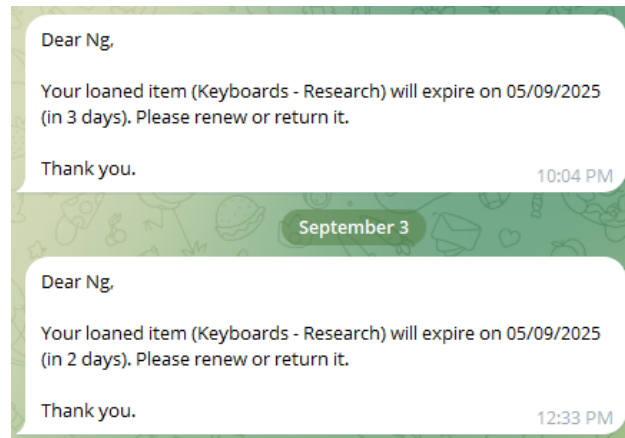 Dear Ng,
Your loaned item (Keyboards - Research) will expire on 05/09/2025
(in 3 days). Please renew or return it.
Thank you.
10:04 PM
September 3
Dear Ng,
Your loaned item (Keyboards - Research) will expire on 05/09/2025
(in 2 days). Please renew or return it.
Thank you.
12:33 PM